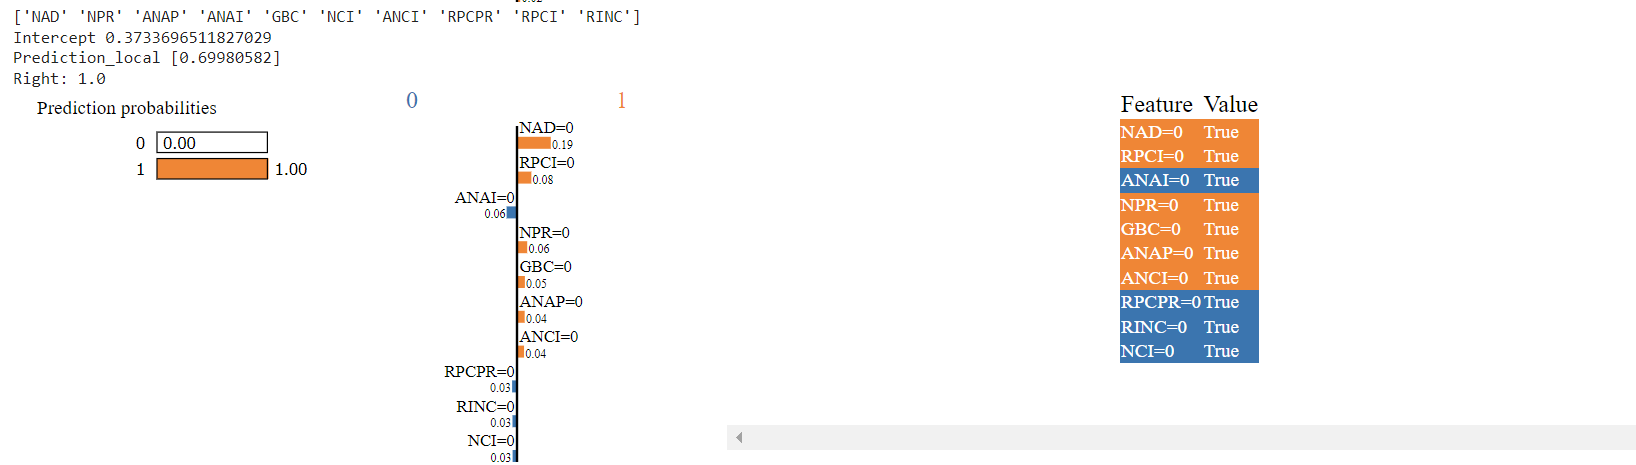 ['NAD' 'NPR' 'ANAP' 'ANAI' 'GBC' 'NCI' 'ANCI' 'RPCPR' 'RPCI' 'RINC']
Intercept 0.3733696511827029
Prediction_local [0.69980582]
Right: 1.0
Prediction probabilities
0 0.00
1 1.00
0 1
NAD=0
0.19
RPCI=0
0.08
ANAI=0
0.06
NPR=0
0.06
GBC=0
0.05
ANAP=0
0.04
ANCI=0
0.04
RPCPR=0
0.03
RINC=0
0.03
NCI=0
0.03
Feature Value
NAD=0 True
RPCI=0 True
ANAI=0 True
NPR=0 True
GBC=0 True
ANAP=0 True
ANCI=0 True
RPCPR=0 True
RINC=0 True
NCI=0 True